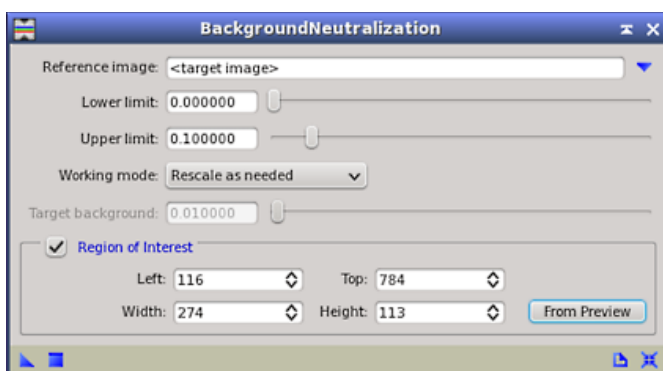 BackgroundNeutralization
Reference image: <target image>
Lower limit: 0.000000
Upper limit: 0.100000
Working mode: Rescale as needed
Target background: 0.010000
Region of Interest
Left: 116 Top: 784
Width: 274 Height: 113 From Preview